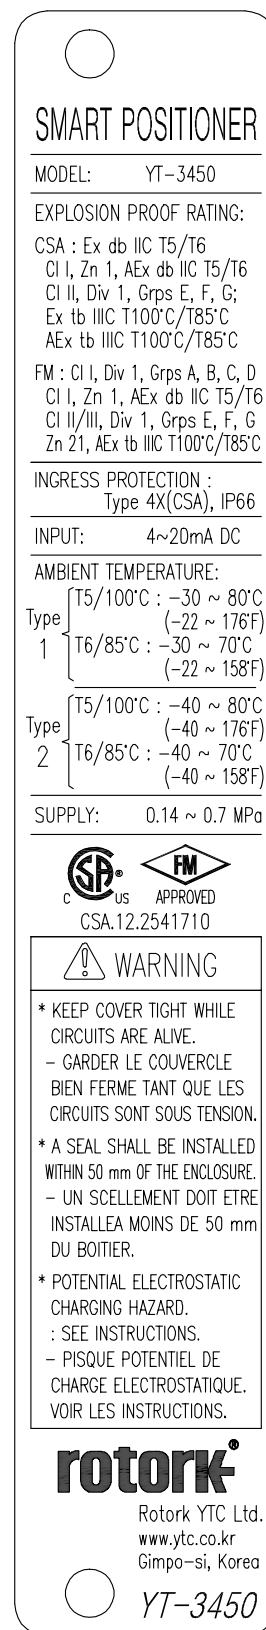 SMART POSITIONER
MODEL: YT-3450
EXPLOSION PROOF RATING:
CSA : Ex db IIC T5/T6
Cl I, Zn 1, AEx db IIC T5/T6
Cl II, Div 1, Grps E, F, G;
Ex tb IIIC T100°C/T85°C
AEx tb IIIC T100°C/T85°C
FM : Cl I, Div 1, Grps A, B, C, D
Cl I, Zn 1, AEx db IIC T5/T6
Cl II/III, Div 1, Grps E, F, G
Zn 21, AEx tb IIIC T100°C/T85°C
INGRESS PROTECTION :
Type 4X(CSA), IP66
INPUT: 4~20mA DC
AMBIENT TEMPERATURE:
Type 1
T5/100°C : -30 ~ 80°C
(-22 ~ 176°F)
T6/85°C : -30 ~ 70°C
(-22 ~ 158°F)
Type 2
T5/100°C : -40 ~ 80°C
(-40 ~ 176°F)
T6/85°C : -40 ~ 70°C
(-40 ~ 158°F)
SUPPLY: 0.14 ~ 0.7 MPa
C SA ® US
FM APPROVED
CSA.12.2541710
WARNING
* KEEP COVER TIGHT WHILE
CIRCUITS ARE ALIVE.
- GARDER LE COUVERCLE
BIEN FERME TANT QUE LES
CIRCUITS SONT SOUS TENSION.
* A SEAL SHALL BE INSTALLED
WITHIN 50 mm OF THE ENCLOSURE.
- UN SCELLEMENT DOIT ETRE
INSTALLEA MOINS DE 50 mm
DU BOITIER.
* POTENTIAL ELECTROSTATIC
CHARGING HAZARD.
: SEE INSTRUCTIONS.
- PISQUE POTENTIEL DE
CHARGE ELECTROSTATIQUE.
VOIR LES INSTRUCTIONS.
rotork®
Rotork YTC Ltd.
www.ytc.co.kr
Gimpo-si, Korea
YT-3450